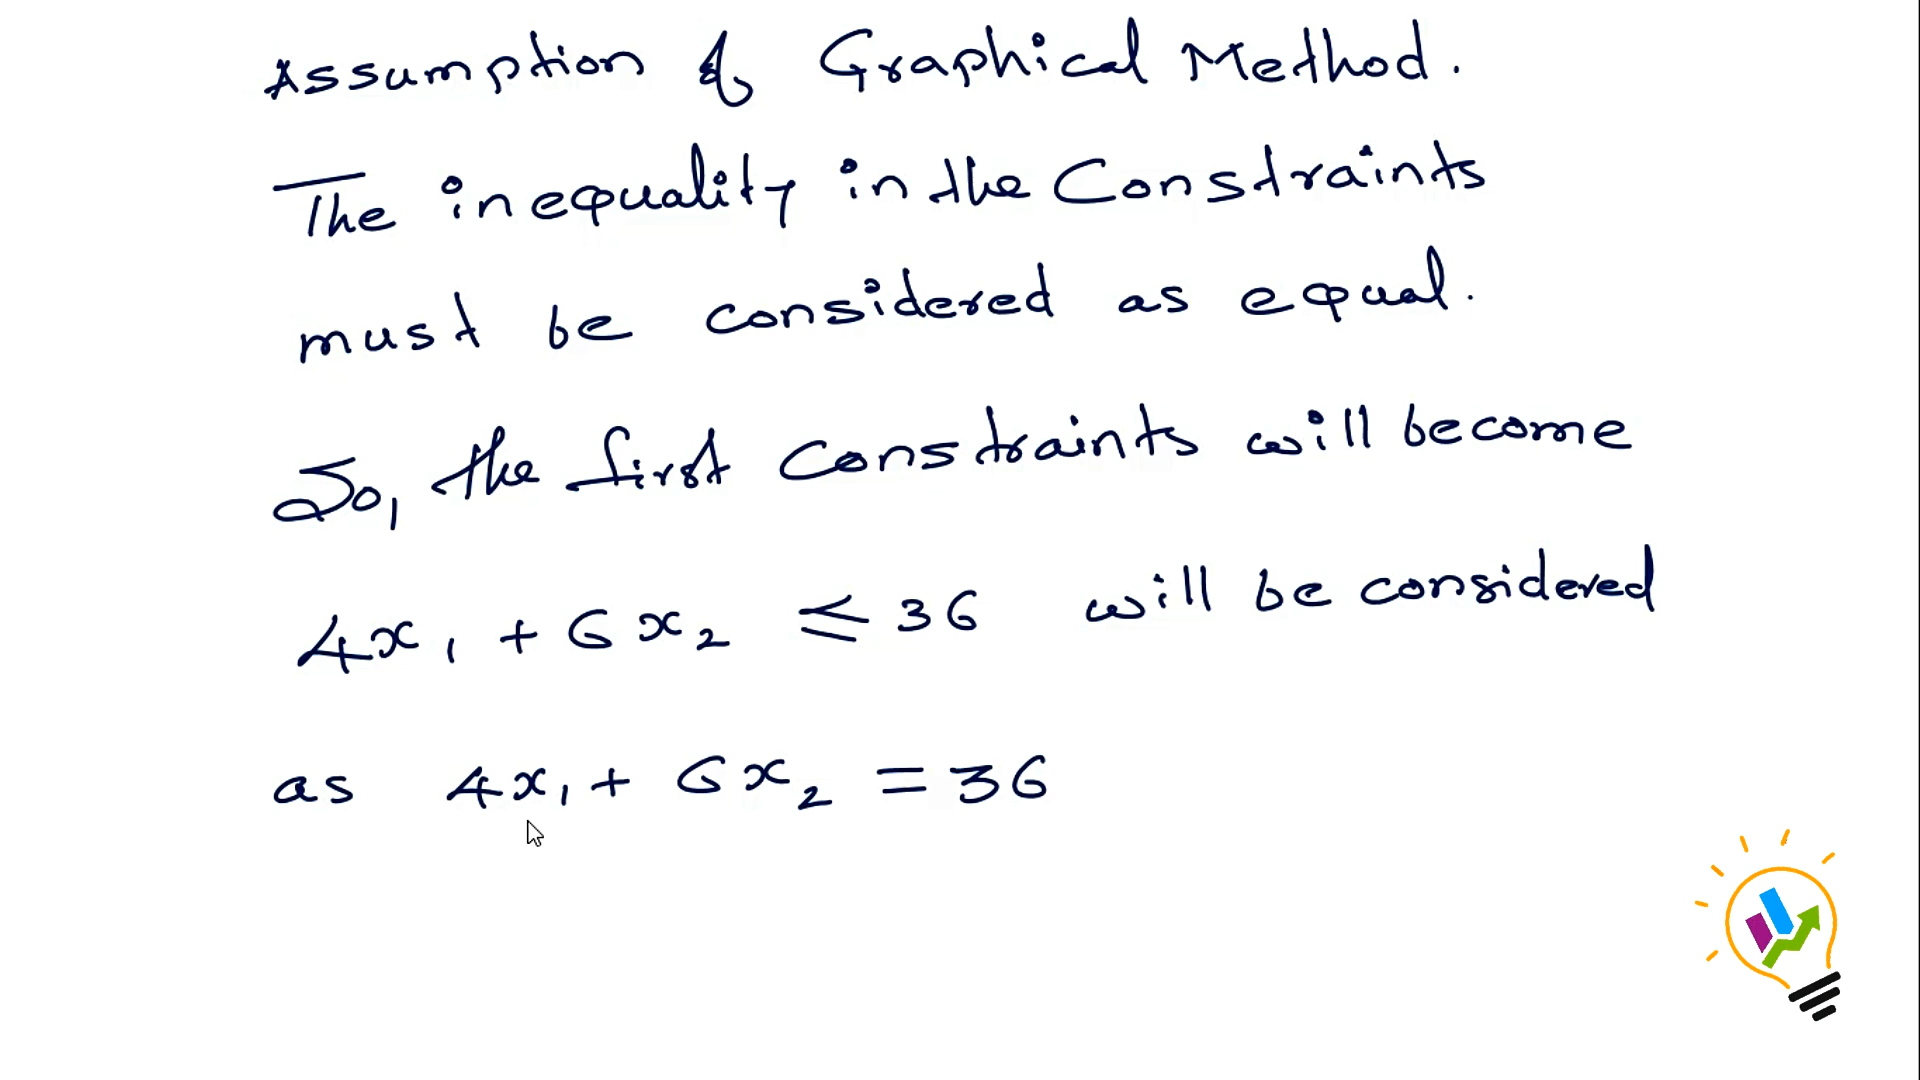 Assumption of Graphical Method.
The inequality in the Constraints
must be considered as equal.
So, the first constraints will become
4x₁ + 6x₂ ≤ 36 will be considered
as 4x₁ + 6x₂ = 36